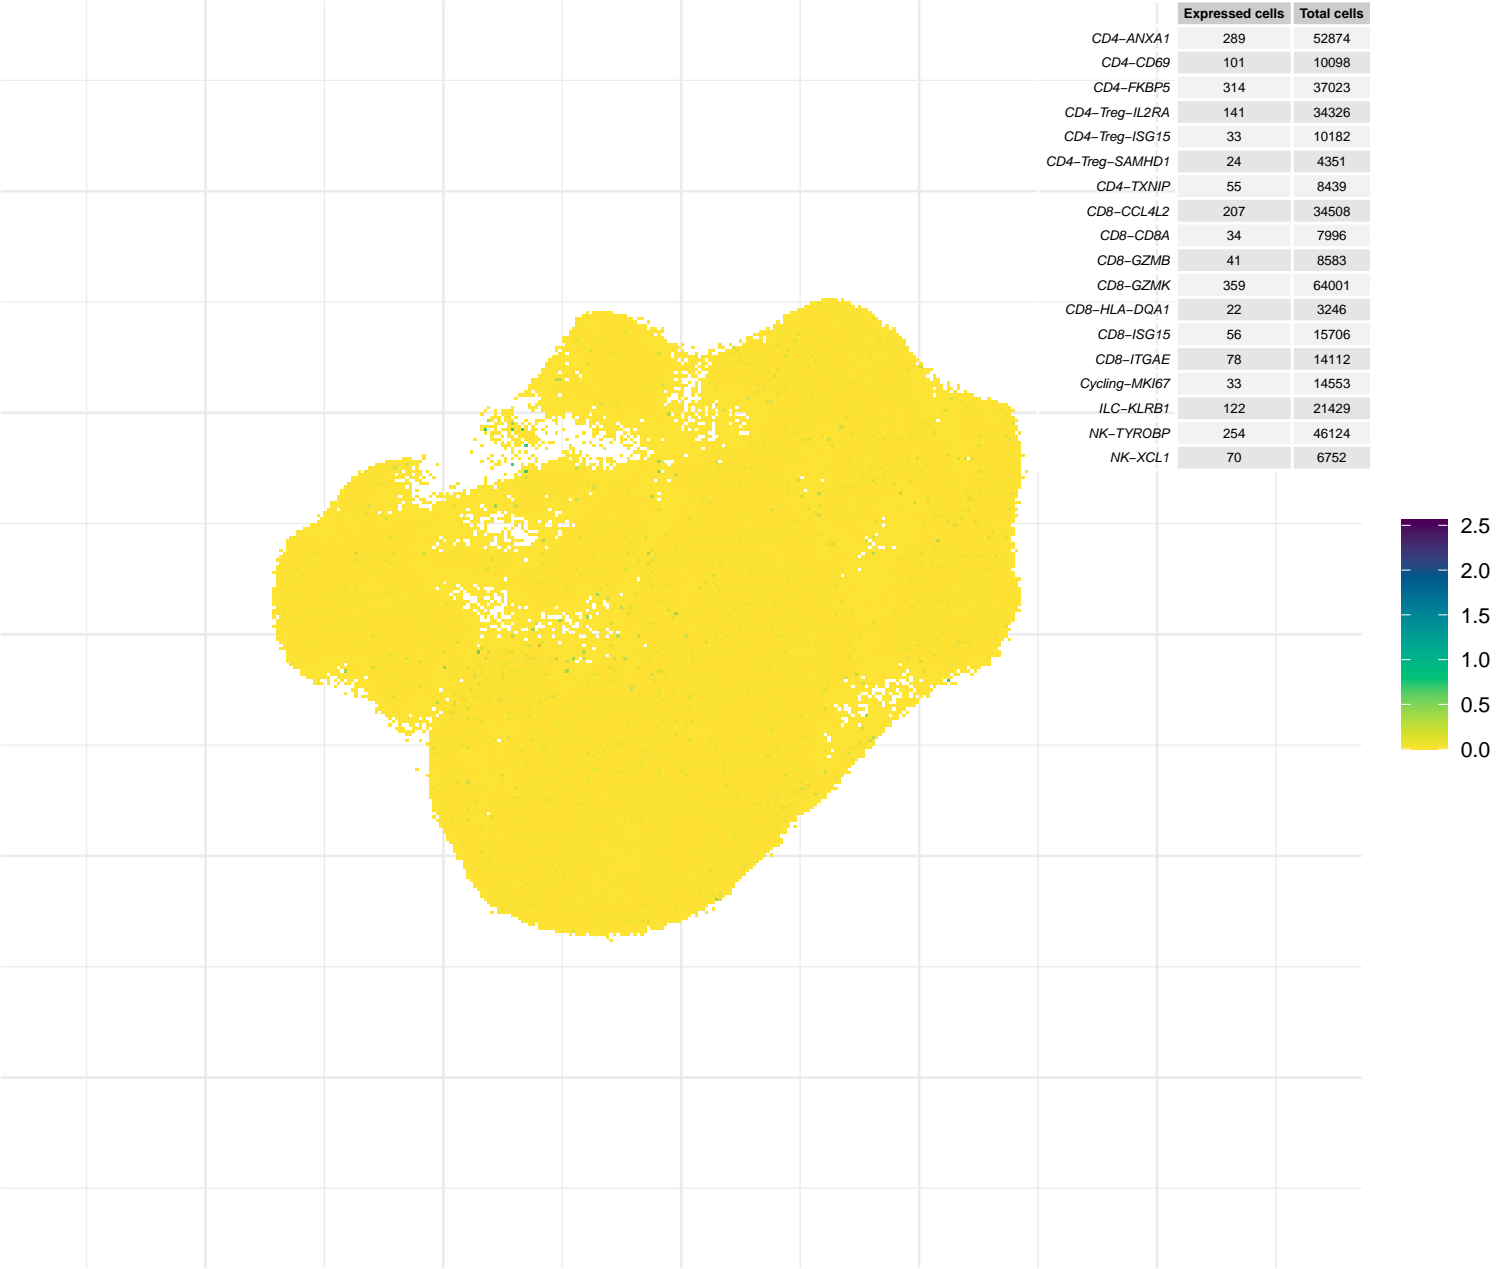 Expressed cells Total cells
CD4−ANXA1 289 52874
CD4−CD69 101 10098
CD4−FKBP5 314 37023
CD4−Treg−IL2RA 141 34326
CD4−Treg−ISG15 33 10182
CD4−Treg−SAMHD1 24 4351
CD4−TXNIP 55 8439
CD8−CCL4L2 207 34508
CD8−CD8A 34 7996
CD8−GZMB 41 8583
CD8−GZMK 359 64001
CD8−HLA−DQA1 22 3246
CD8−ISG15 56 15706
CD8−ITGAE 78 14112
Cycling−MKI67 33 14553
ILC−KLRB1 122 21429
NK−TYROBP 254 46124
NK−XCL1 70 6752
2.5
2.0
1.5
1.0
0.5
0.0